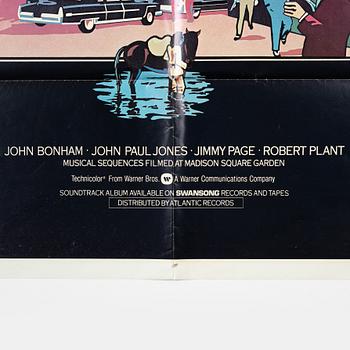 JOHN BONHAM · JOHN PAUL JONES · JIMMY PAGE · ROBERT PLANT
MUSICAL SEQUENCES FILMED AT MADISON SQUARE GARDEN
Technicolor® From Warner Bros. A Warner Communications Company
SOUNDTRACK ALBUM AVAILABLE ON SWANSONG RECORDS AND TAPES
DISTRIBUTED BY ATLANTIC RECORDS